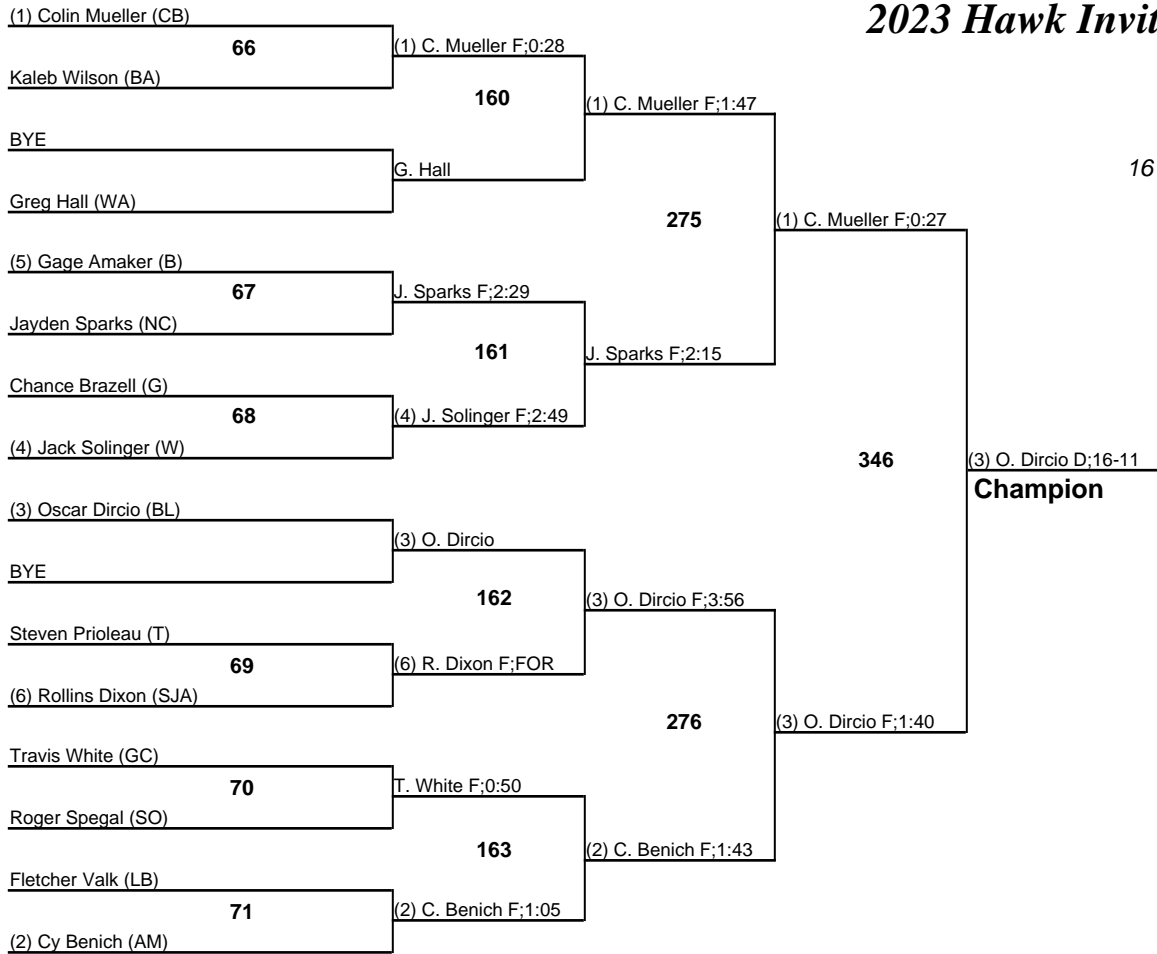 2023 Hawk Invit
16
(1) Colin Mueller (CB)
66
Kaleb Wilson (BA)
BYE
Greg Hall (WA)
(5) Gage Amaker (B)
67
Jayden Sparks (NC)
Chance Brazell (G)
68
(4) Jack Solinger (W)
(3) Oscar Dircio (BL)
BYE
Steven Prioleau (T)
69
(6) Rollins Dixon (SJA)
Travis White (GC)
70
Roger Spegal (SO)
Fletcher Valk (LB)
71
(2) Cy Benich (AM)
(1) C. Mueller F;0:28
160
G. Hall
J. Sparks F;2:29
161
(4) J. Solinger F;2:49
(3) O. Dircio
162
(6) R. Dixon F;FOR
T. White F;0:50
163
(2) C. Benich F;1:05
(1) C. Mueller F;1:47
275
J. Sparks F;2:15
(3) O. Dircio F;3:56
276
(2) C. Benich F;1:43
(1) C. Mueller F;0:27
346
(3) O. Dircio F;1:40
(3) O. Dircio D;16-11
Champion